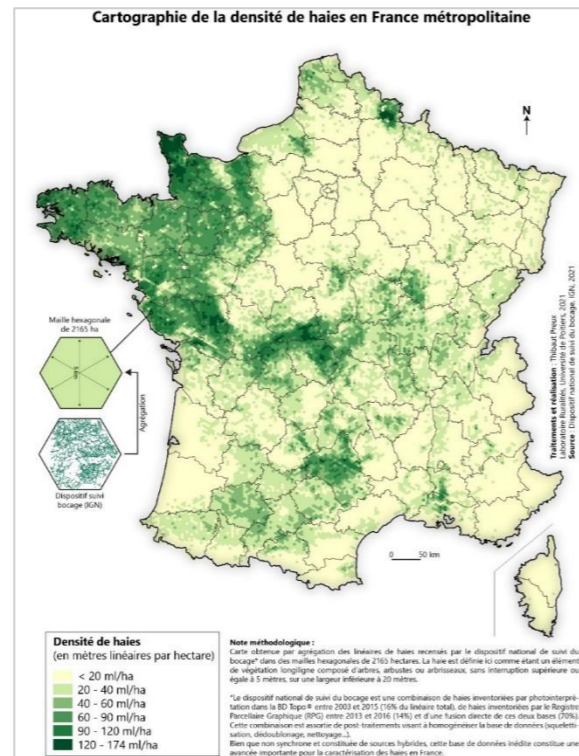 Cartographie de la densité de haies en France métropolitaine
N
Maille hexagonale
de 2165 ha
Agrégation
Dispositif suivi
bocage (IGN)
0 50 km
Traitements et réalisation : Thibaut Preux
Laboratoire Ruralités, Université de Poitiers, 2021
Source : Dispositif national de suivi du bocage, IGN, 2021
Densité de haies
(en mètres linéaires par hectare)
< 20 ml/ha
20 - 40 ml/ha
40 - 60 ml/ha
60 - 90 ml/ha
90 - 120 ml/ha
120 - 174 ml/ha
Note méthodologique :
Carte obtenue par agrégation des linéaires de haies recensés par le dispositif national de suivi du
bocage* dans des mailles hexagonales de 2165 hectares. La haie est définie ici comme étant un élément
de végétation longiligne composé d'arbres, arbustes ou arbrisseaux, sans interruption supérieure ou
égale à 5 mètres, sur une largeur inférieure à 20 mètres.
*Le dispositif national de suivi du bocage est une combinaison de haies inventoriées par photointerpré-
tation dans la BD Topo® entre 2003 et 2015 (16% du linéaire total), de haies inventoriées par le Registre
Parcellaire Graphique (RPG) entre 2013 et 2016 (14%) et d'une fusion directe de ces deux bases (70%).
Cette combinaison est assortie de post-traitements visant à homogénéiser la base de données (squeletti-
sation, dédoublonage, nettoyage...).
Bien que non synchrone et constituée de sources hybrides, cette base de données inédite constitue une
avancée importante pour la caractérisation des haies en France.